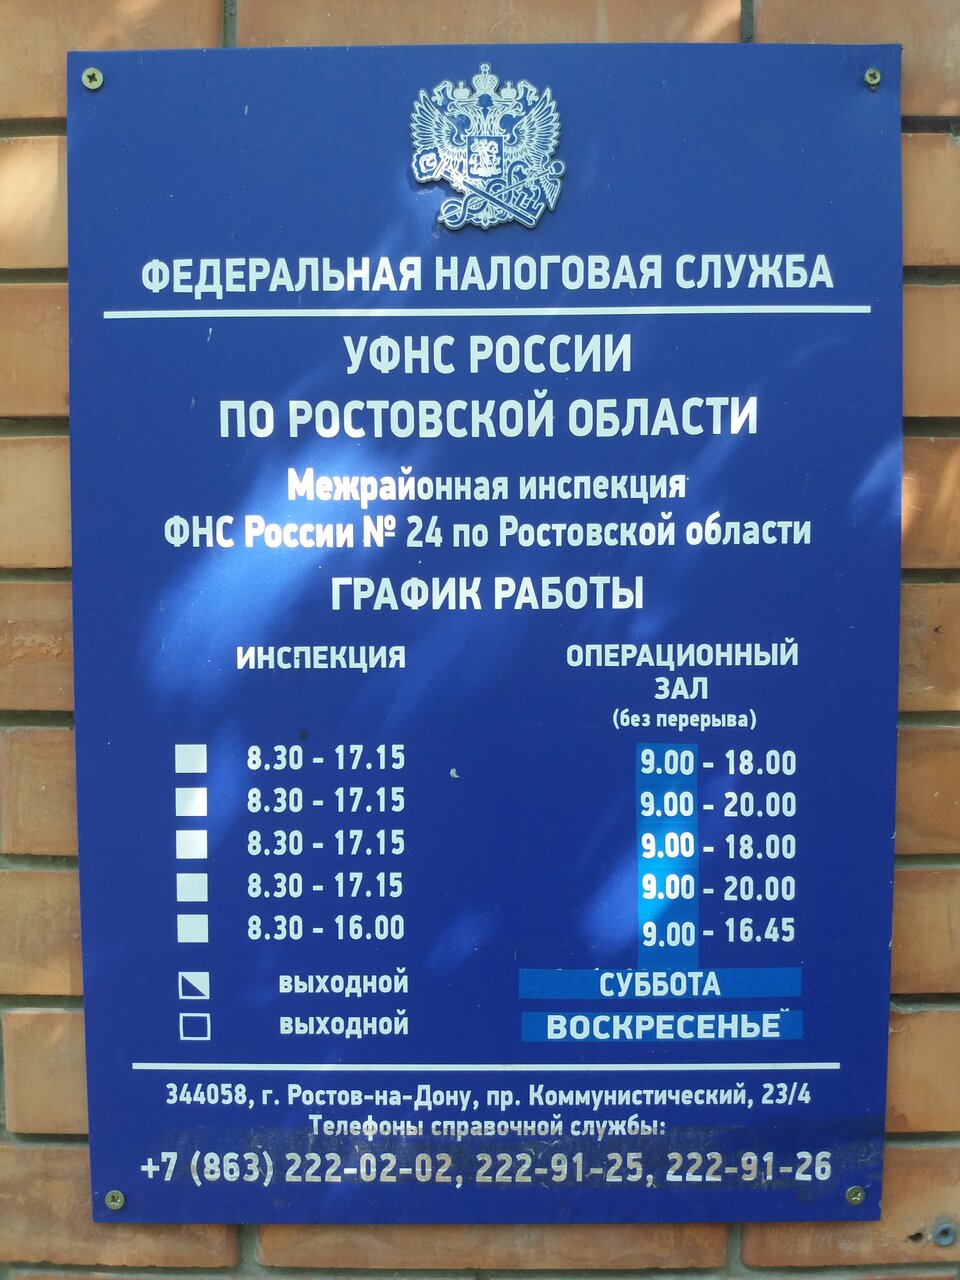 ФЕДЕРАЛЬНАЯ НАЛОГОВАЯ СЛУЖБА
УФНС РОССИИ
ПО РОСТОВСКОЙ ОБЛАСТИ
Межрайонная инспекция
ФНС России № 24 по Ростовской области
ГРАФИК РАБОТЫ
ИНСПЕКЦИЯ ОПЕРАЦИОННЫЙ
ЗАЛ
(без перерыва)
8.30 - 17.15 9.00 - 18.00
8.30 - 17.15 9.00 - 20.00
8.30 - 17.15 9.00 - 18.00
8.30 - 17.15 9.00 - 20.00
8.30 - 16.00 9.00 - 16.45
выходной СУББОТА
выходной ВОСКРЕСЕНЬЕ
344058, г. Ростов-на-Дону, пр. Коммунистический, 23/4
Телефоны справочной службы:
+7 (863) 222-02-02, 222-91-25, 222-91-26